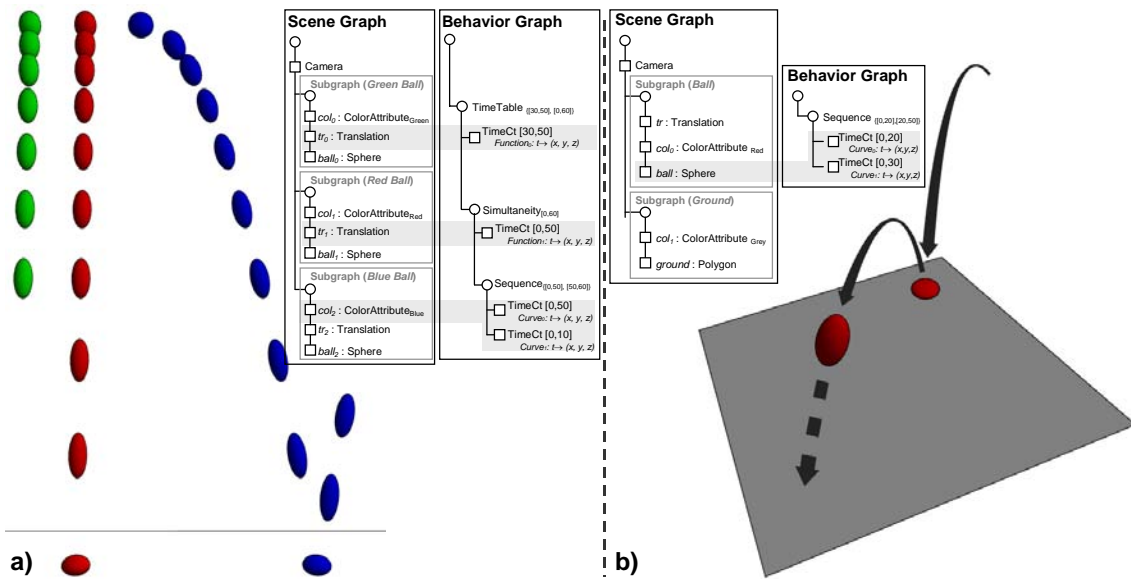 Scene Graph
Camera
Subgraph (Green Ball)
col0 : ColorAttributeGreen
tr0 : Translation
ball0 : Sphere
Subgraph (Red Ball)
col1 : ColorAttributeRed
tr1 : Translation
ball1 : Sphere
Subgraph (Blue Ball)
col2 : ColorAttributeBlue
tr2 : Translation
ball2 : Sphere
Behavior Graph
TimeTable {[30,50], [0,60]}
TimeCt [30,50]
Function0: t→ (x, y, z)
Simultaneity[0,60]
TimeCt [0,50]
Function1: t→ (x, y, z)
Sequence{[0,50], [50,60]}
TimeCt [0,50]
Curve0: t→ (x, y, z)
TimeCt [0,10]
Curve1: t→ (x, y, z)
a)
Scene Graph
Camera
Subgraph (Ball)
tr : Translation
col0 : ColorAttribute Red
ball : Sphere
Subgraph (Ground)
col1 : ColorAttribute Grey
ground : Polygon
Behavior Graph
Sequence {[0,20],[20,50]}
TimeCt [0,20]
Curve0: t→ (x,y,z)
TimeCt [0,30]
Curve1: t→ (x,y,z)
b)